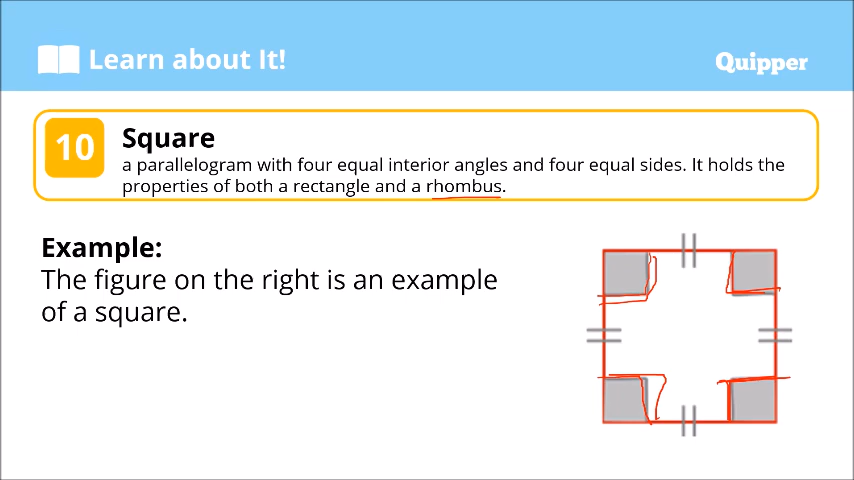 Learn about It!
Quipper
10
Square
a parallelogram with four equal interior angles and four equal sides. It holds the
properties of both a rectangle and a rhombus.
Example:
The figure on the right is an example
of a square.